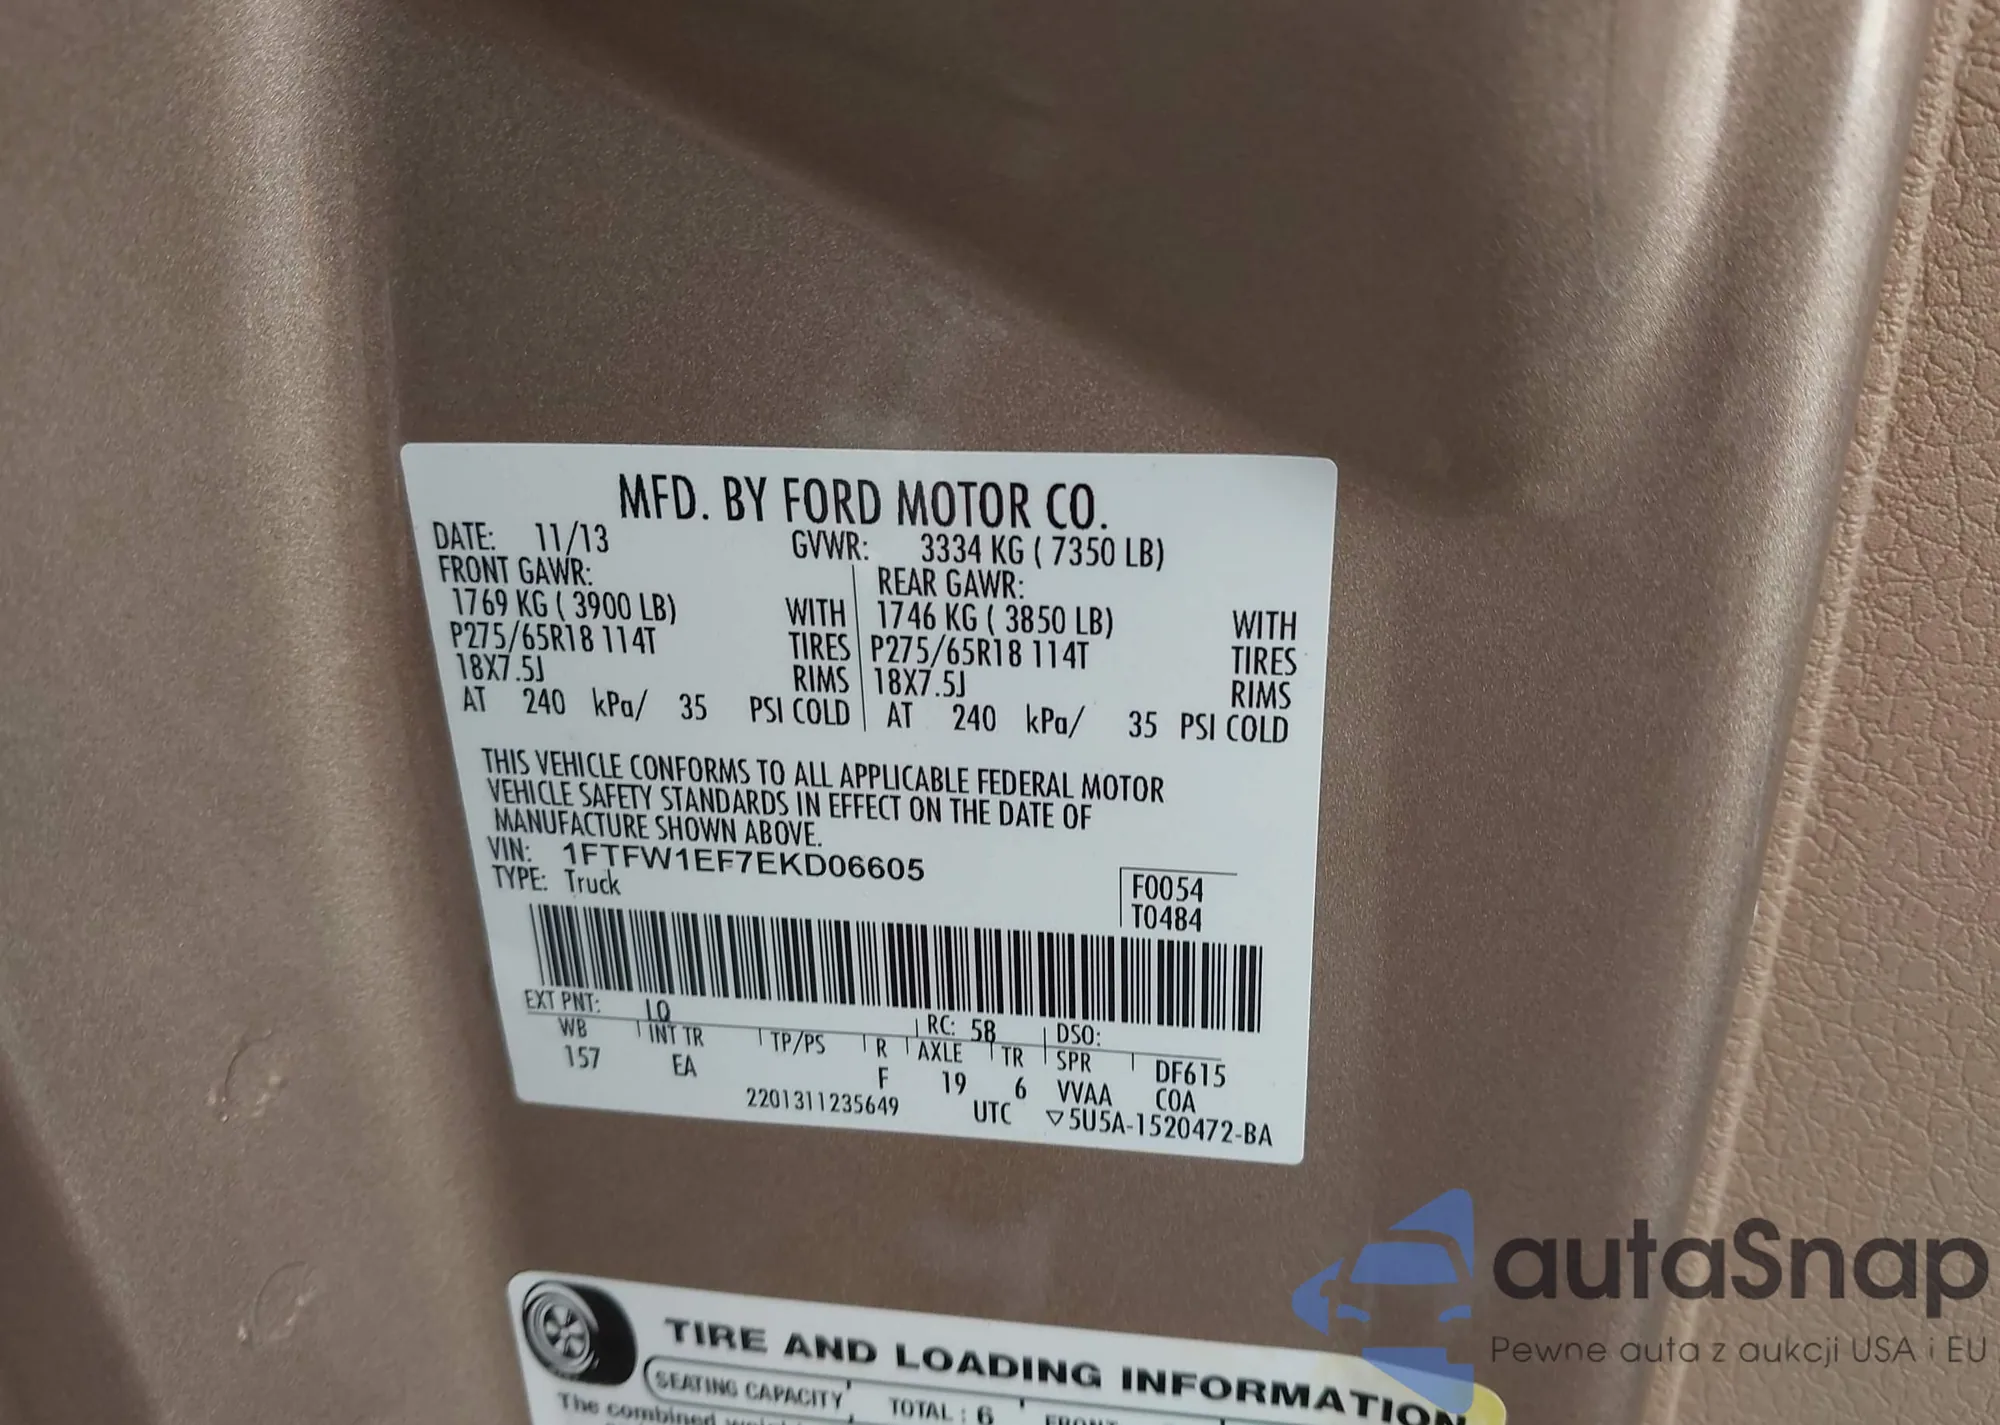 MFD. BY FORD MOTOR CO.
DATE: 11/13 GVWR: 3334 KG ( 7350 LB)
FRONT GAWR: REAR GAWR:
1769 KG ( 3900 LB) WITH 1746 KG ( 3850 LB) WITH
P275/65R18 114T TIRES P275/65R18 114T TIRES
18X7.5J RIMS 18X7.5J RIMS
AT 240 kPa/ 35 PSI COLD AT 240 kPa/ 35 PSI COLD
THIS VEHICLE CONFORMS TO ALL APPLICABLE FEDERAL MOTOR
VEHICLE SAFETY STANDARDS IN EFFECT ON THE DATE OF
MANUFACTURE SHOWN ABOVE.
VIN: 1FTFW1EF7EKD06605
TYPE: Truck F0054
T0484
EXT PNT: LQ RC: 58 DSO:
WB INT TR TP/PS R AXLE TR SPR DF615
157 EA F 19 6 VVAA COA
2201311235649 UTC ▽5U5A-1520472-BA
TIRE AND LOADING INFORMATION
SEATING CAPACITY TOTAL : 6 FRONT
The combined
autaSnap
Pewne auta z aukcji USA i EU